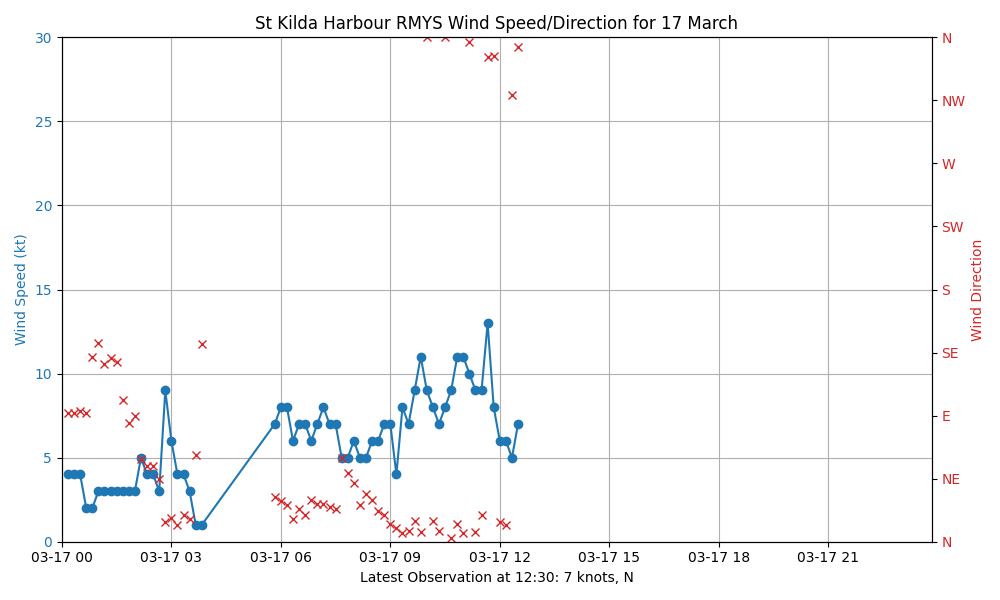 St Kilda Harbour RMYS Wind Speed/Direction for 17 March
30
25
20
15
10
5
0
Wind Speed (kt)
N
NW
W
SW
S
SE
E
NE
N
Wind Direction
03-17 00
03-17 03
03-17 06
03-17 09
03-17 12
03-17 15
03-17 18
03-17 21
Latest Observation at 12:30: 7 knots, N